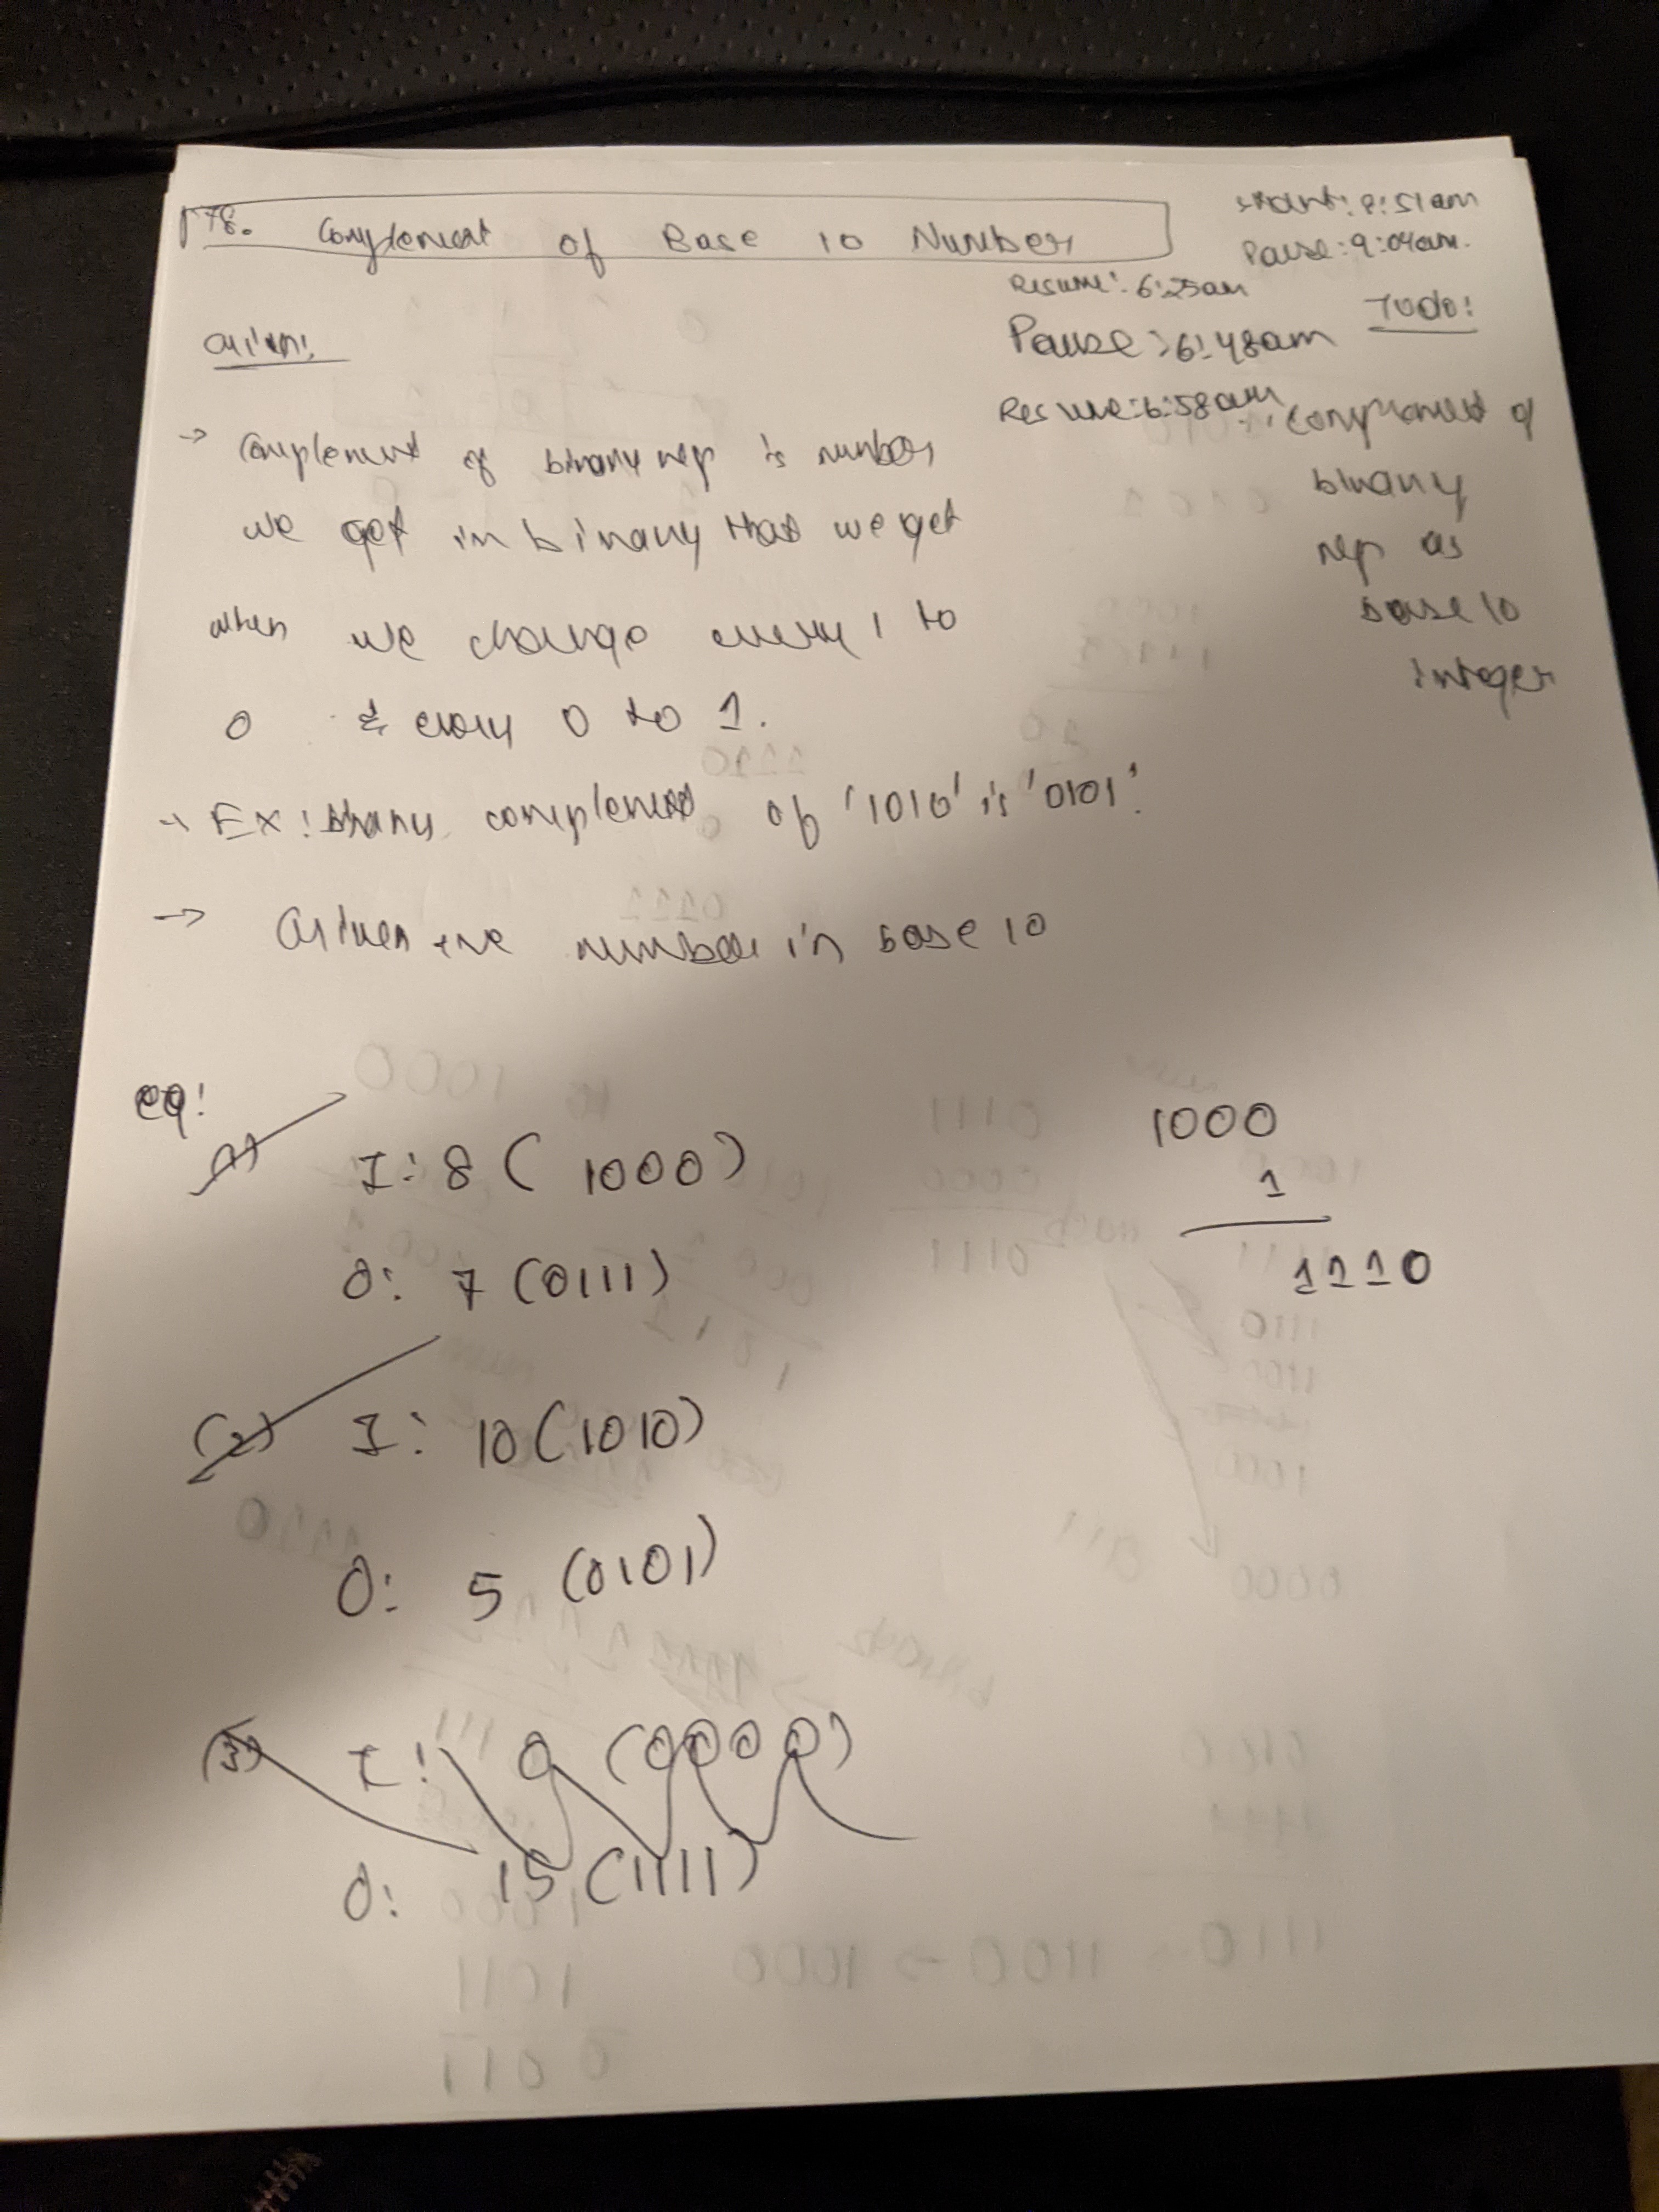 178. Complement of Base 10 Number
Start: 8:51am
Pause: 9:04am.
Resume: 6:25am
Pause: 6:48am
Resume: 6:58am
Todo:
complement of
binary
rep as
base 10
integer
Given:
→ Complement of binary rep is number
we get in binary that we get
when we change every 1 to
0 & every 0 to 1.
→ Ex: binary complement of '1010' is '0101'.
→ Given +ve number in base 10
eg:
(1) I: 8 (1000)
O: 7 (0111)
1000
1
1110
(2) I: 10 (1010)
O: 5 (0101)
(3) I: 0 (0000)
O: 15 (1111)